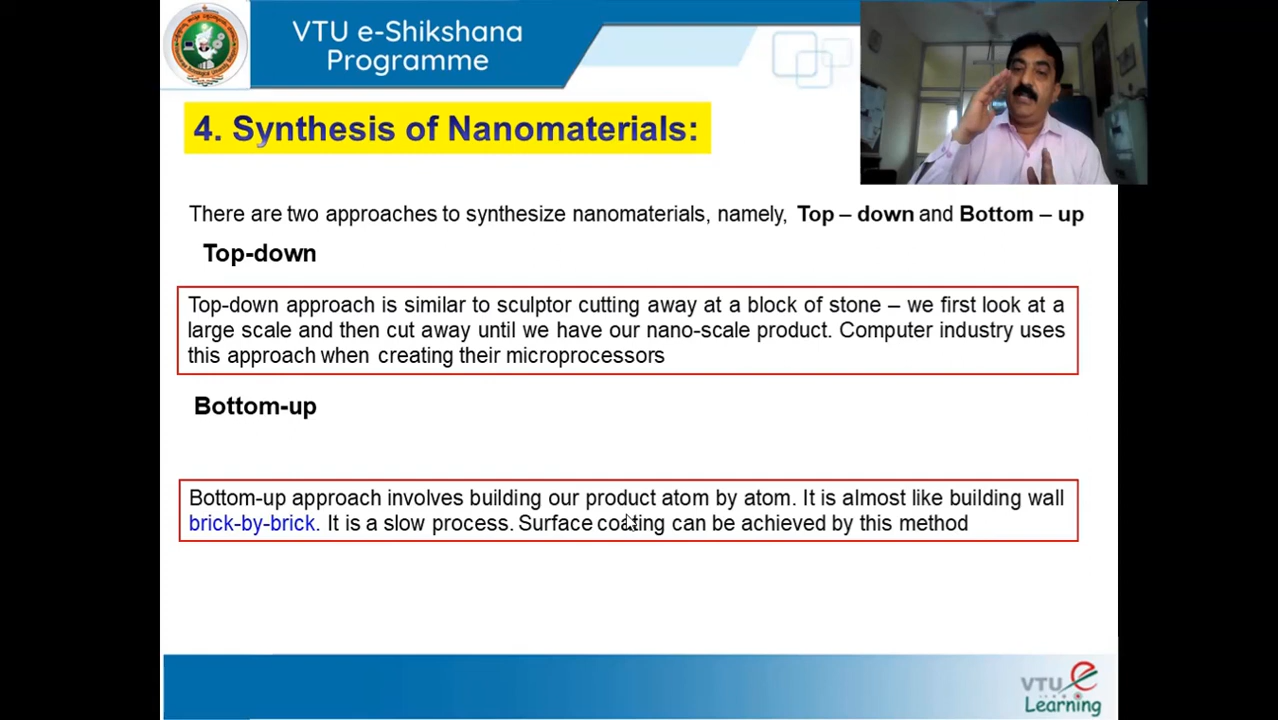 VTU e-Shikshana
Programme
4. Synthesis of Nanomaterials:
There are two approaches to synthesize nanomaterials, namely, Top – down and Bottom – up
Top-down
Top-down approach is similar to sculptor cutting away at a block of stone – we first look at a
large scale and then cut away until we have our nano-scale product. Computer industry uses
this approach when creating their microprocessors
Bottom-up
Bottom-up approach involves building our product atom by atom. It is almost like building wall
brick-by-brick. It is a slow process. Surface coating can be achieved by this method
VTU e
Learning